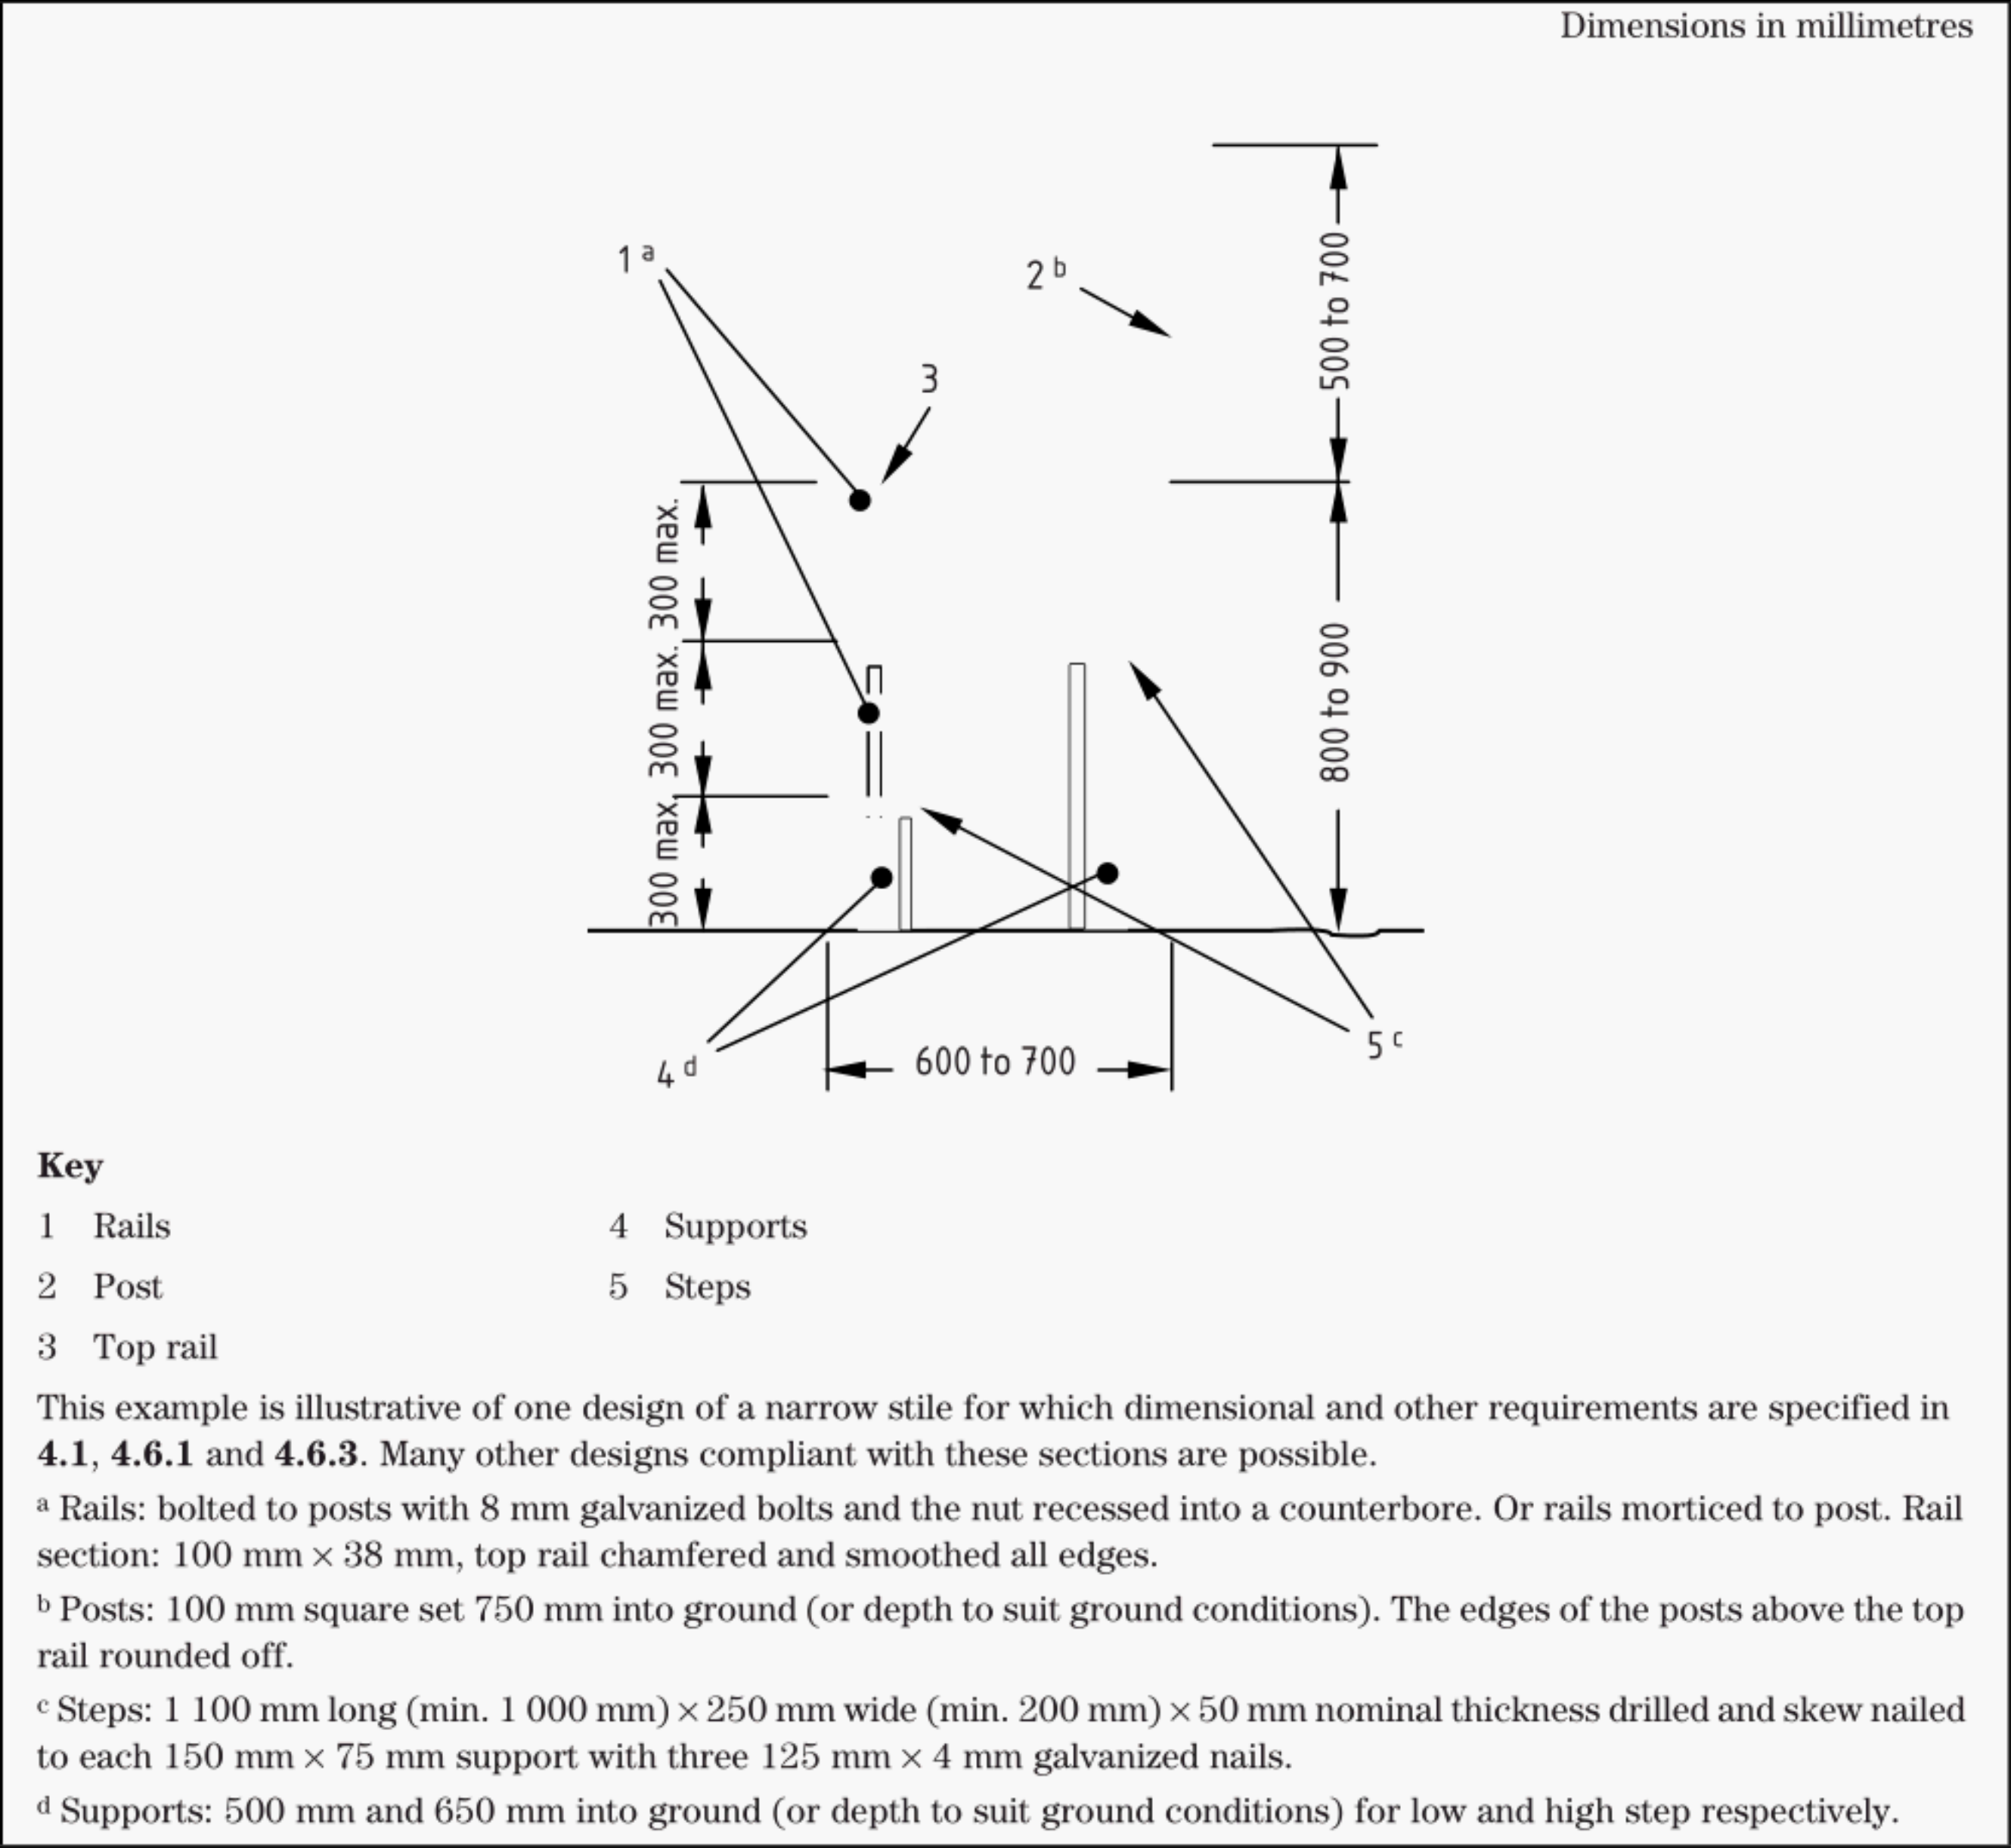 Dimensions in millimetres
1 a
2 b
500 to 700
3
300 max.
300 max.
300 max.
800 to 900
600 to 700
4 d
5 c
Key
1 Rails
4 Supports
2 Post
5 Steps
3 Top rail
This example is illustrative of one design of a narrow stile for which dimensional and other requirements are specified in
4.1, 4.6.1 and 4.6.3. Many other designs compliant with these sections are possible.
a Rails: bolted to posts with 8 mm galvanized bolts and the nut recessed into a counterbore. Or rails morticed to post. Rail
section: 100 mm × 38 mm, top rail chamfered and smoothed all edges.
b Posts: 100 mm square set 750 mm into ground (or depth to suit ground conditions). The edges of the posts above the top
rail rounded off.
c Steps: 1 100 mm long (min. 1 000 mm) × 250 mm wide (min. 200 mm) × 50 mm nominal thickness drilled and skew nailed
to each 150 mm × 75 mm support with three 125 mm × 4 mm galvanized nails.
d Supports: 500 mm and 650 mm into ground (or depth to suit ground conditions) for low and high step respectively.